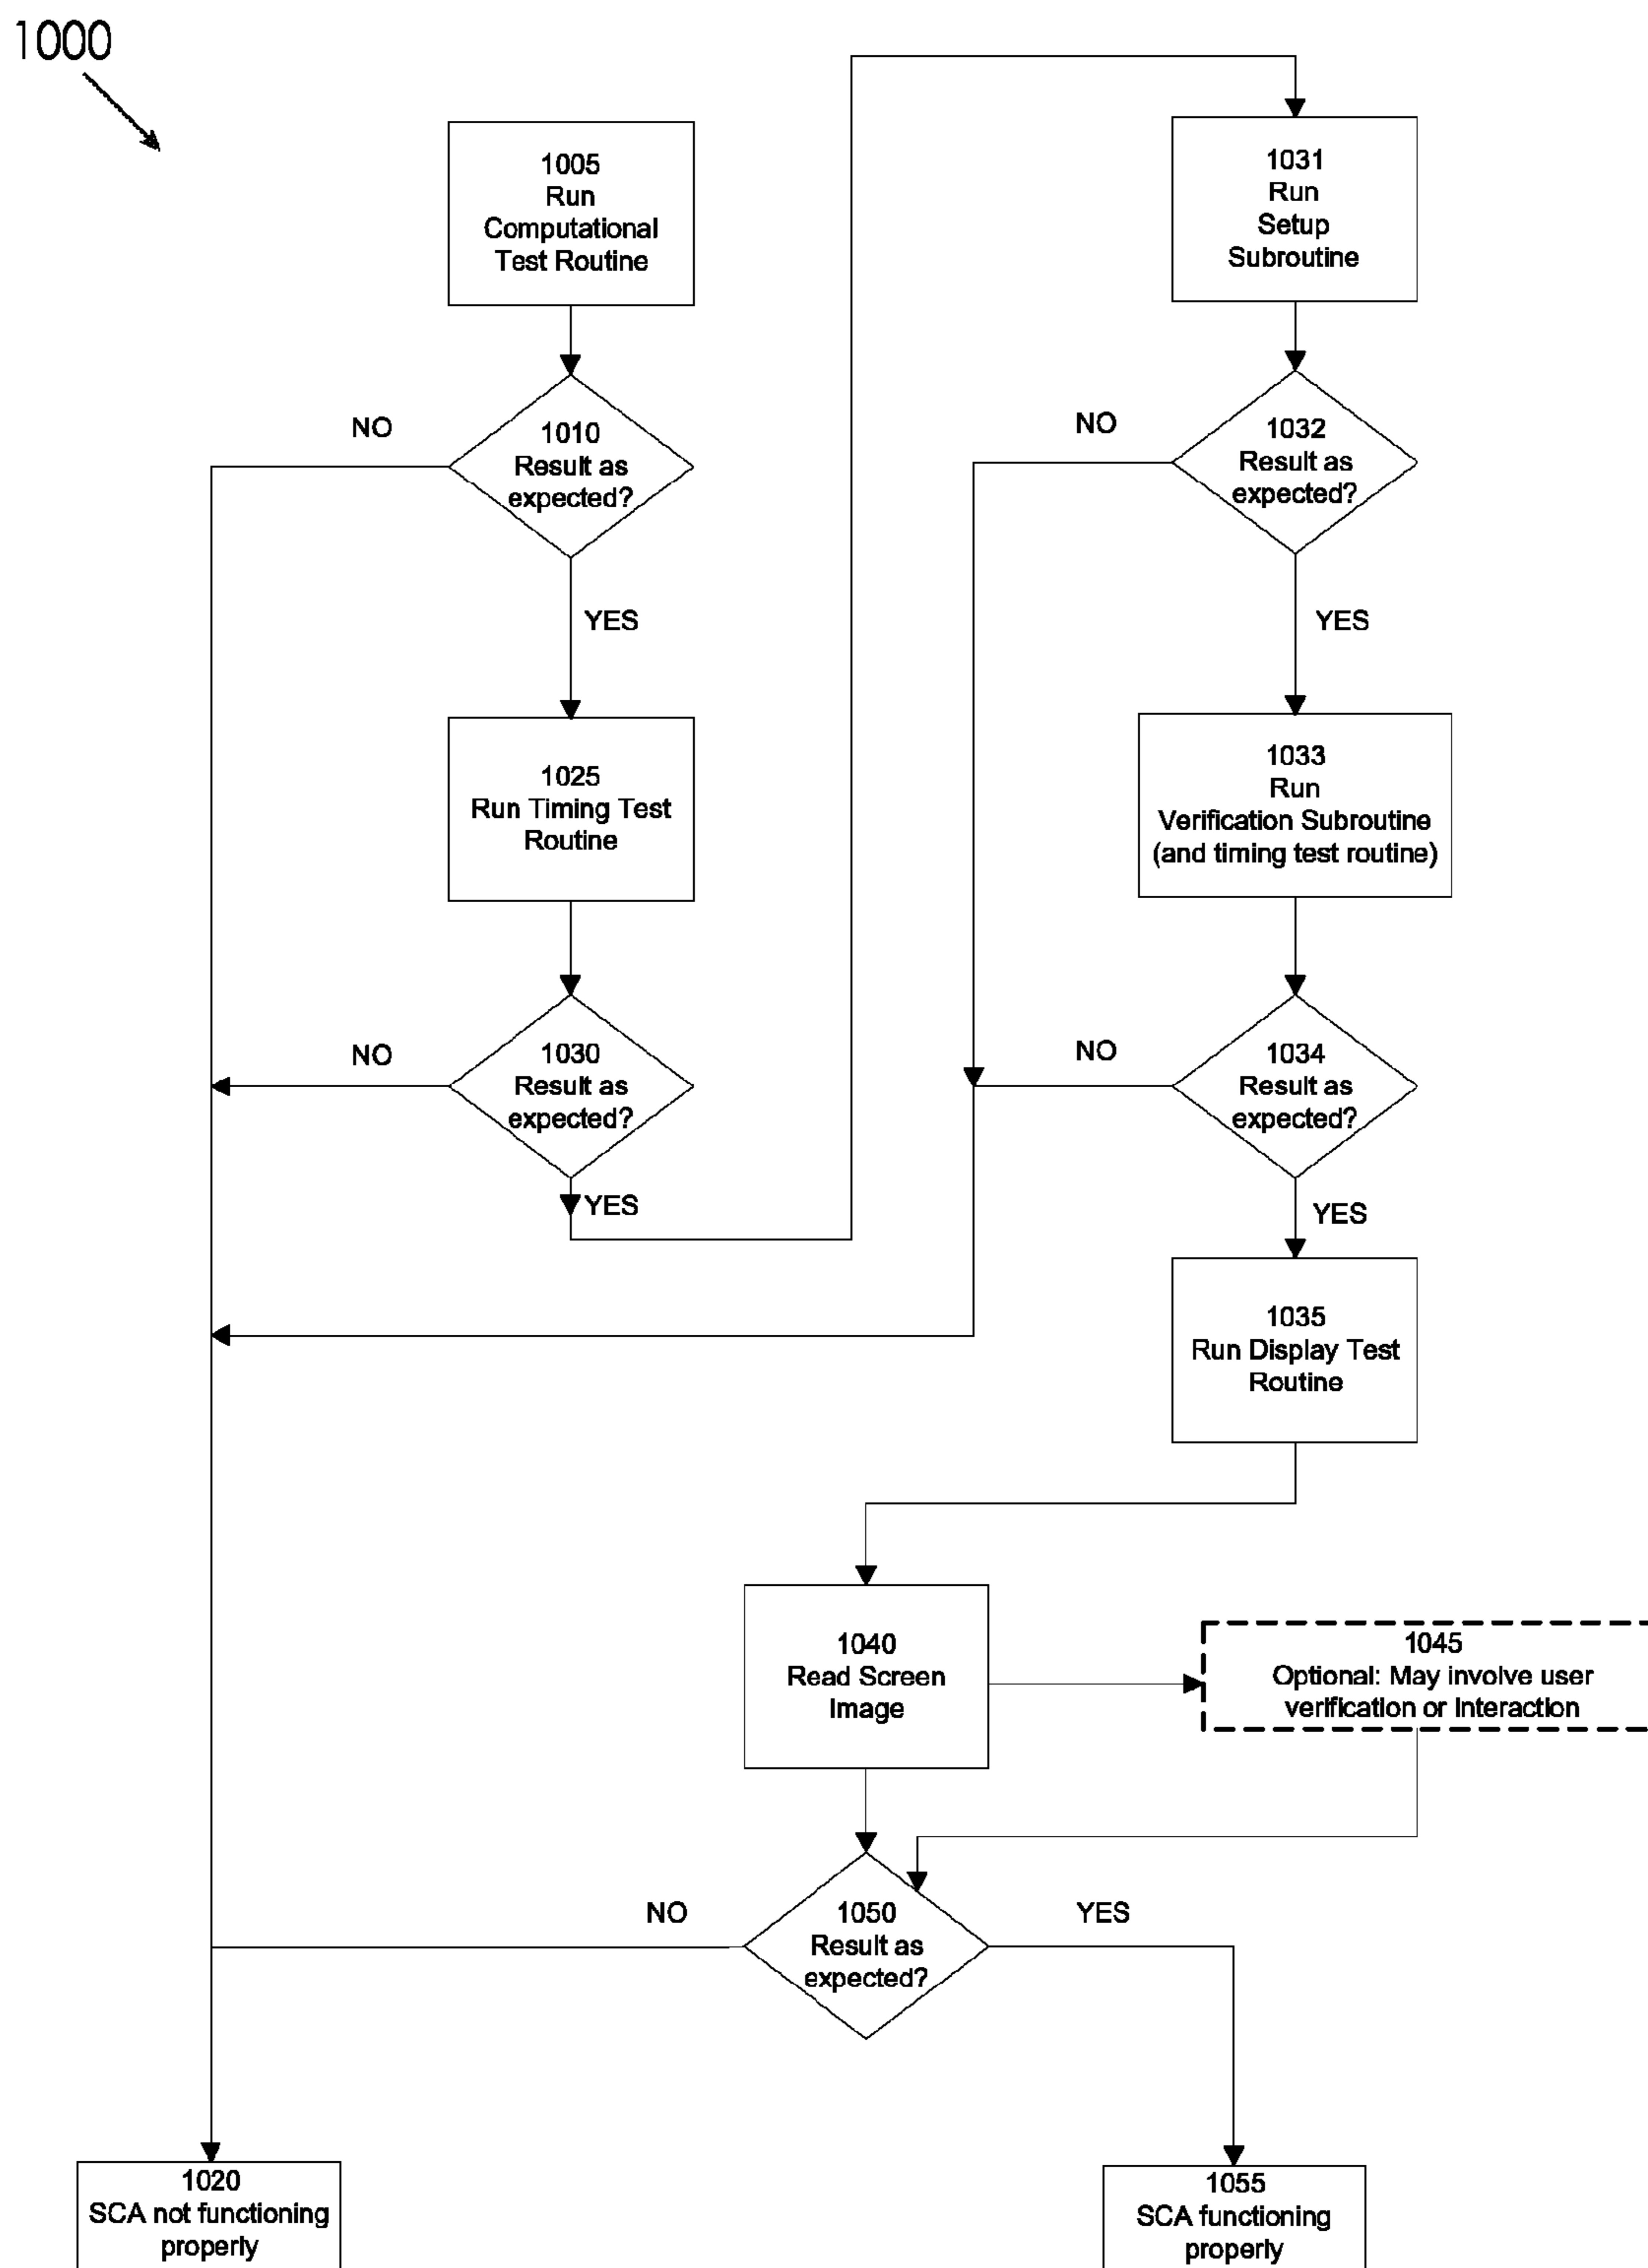 1000
1005
Run
Computational
Test Routine
NO
1010
Result as
expected?
YES
1025
Run Timing Test
Routine
NO
1030
Result as
expected?
YES
1031
Run
Setup
Subroutine
NO
1032
Result as
expected?
YES
1033
Run
Verification Subroutine
(and timing test routine)
NO
1034
Result as
expected?
YES
1035
Run Display Test
Routine
1040
Read Screen
Image
1045
Optional: May involve user
verification or interaction
NO
1050
Result as
expected?
YES
1020
SCA not functioning
properly
1055
SCA functioning
properly